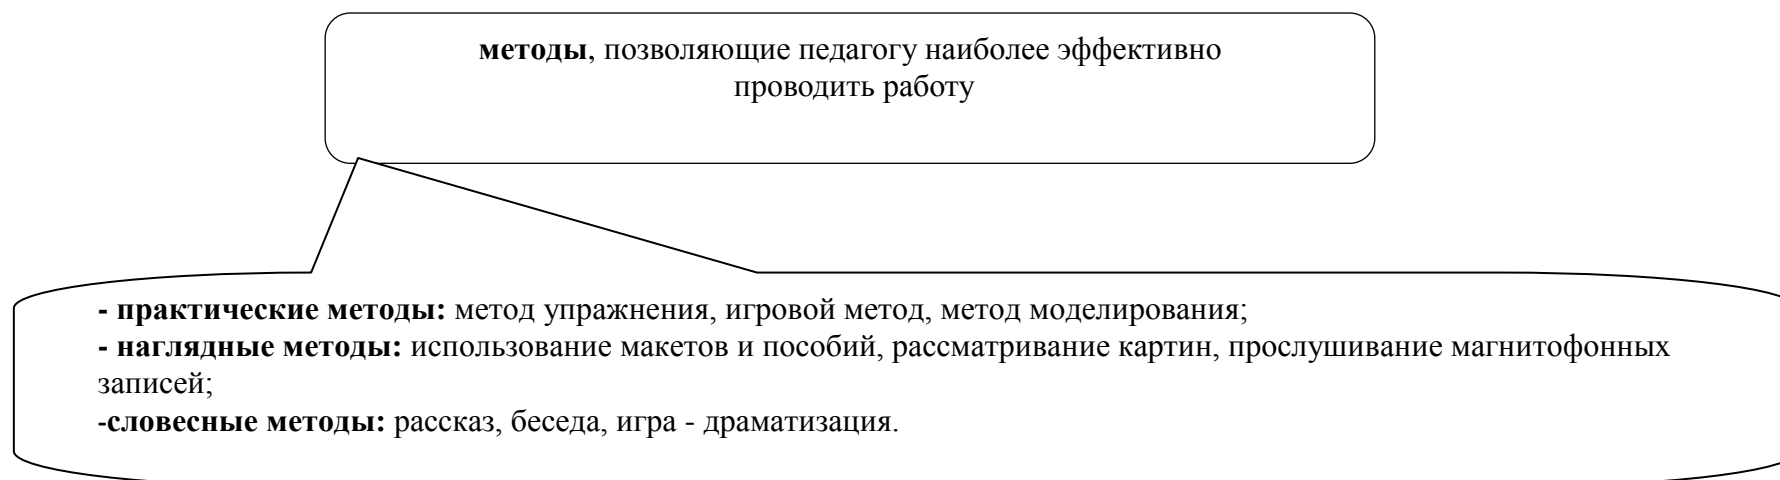 методы, позволяющие педагогу наиболее эффективно
проводить работу
- практические методы: метод упражнения, игровой метод, метод моделирования;
- наглядные методы: использование макетов и пособий, рассматривание картин, прослушивание магнитофонных
записей;
-словесные методы: рассказ, беседа, игра - драматизация.